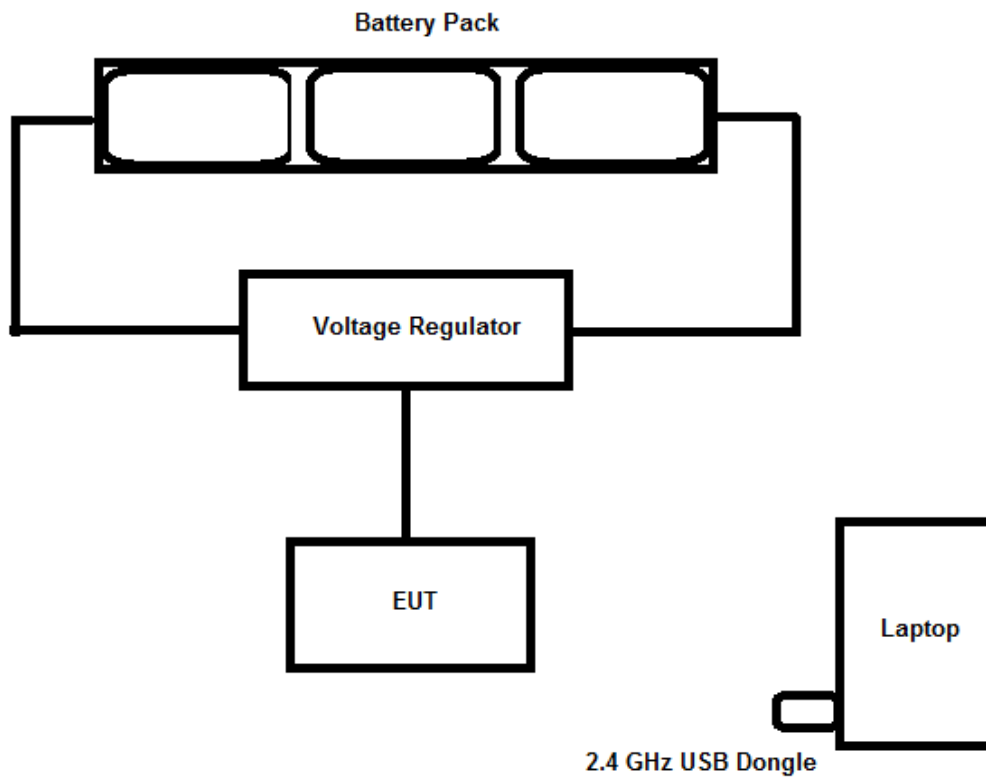 Battery Pack
Voltage Regulator
EUT
Laptop
2.4 GHz USB Dongle